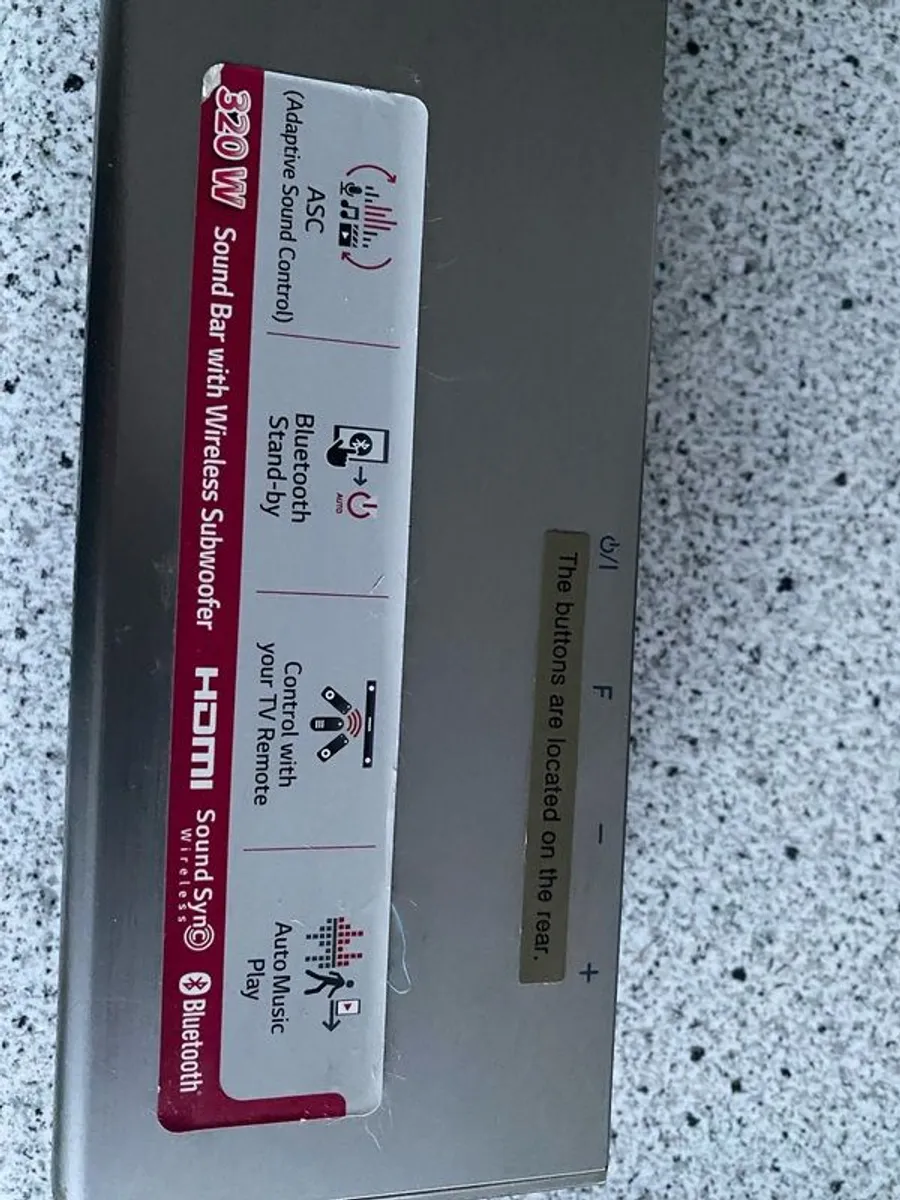 ⏻/I F − +
The buttons are located on the rear.
ASC
(Adaptive Sound Control)
AUTO
Bluetooth
Stand-by
Control with
your TV Remote
Auto Music
Play
320 W Sound Bar with Wireless Subwoofer HDMI Sound Sync Wireless Bluetooth